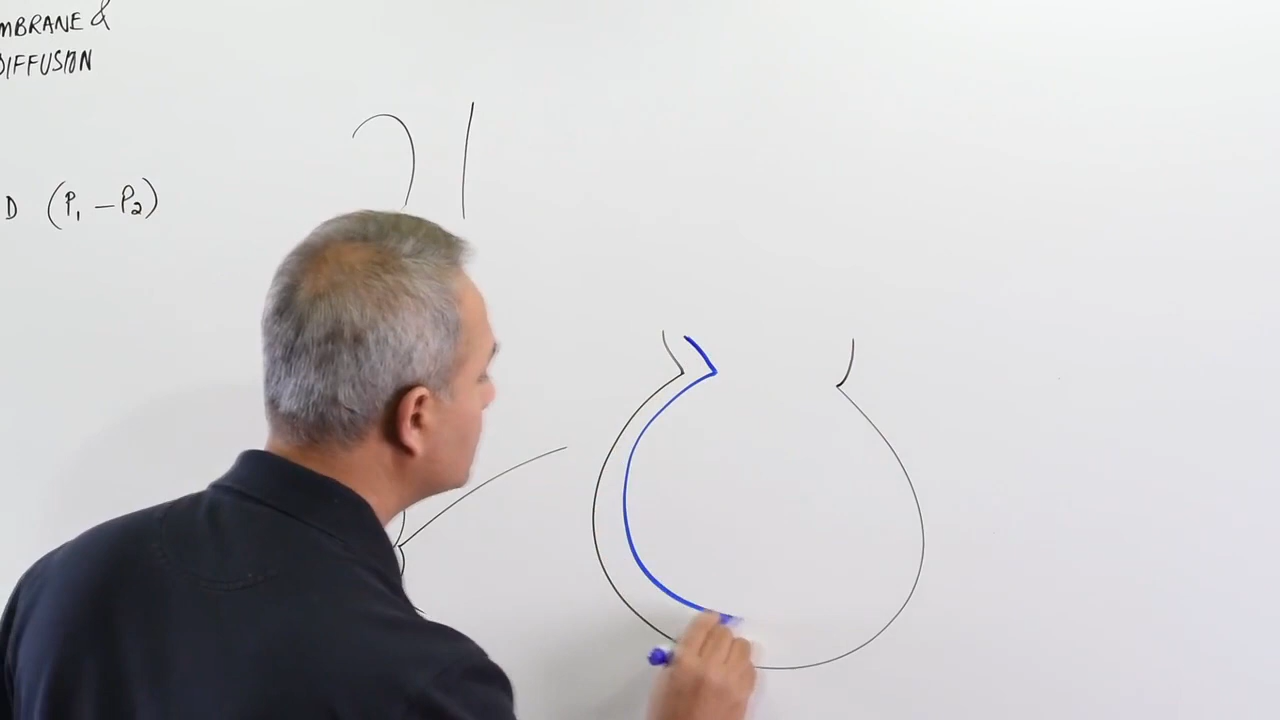 MBRANE &
DIFFUSION
D (P₁ – P₂)